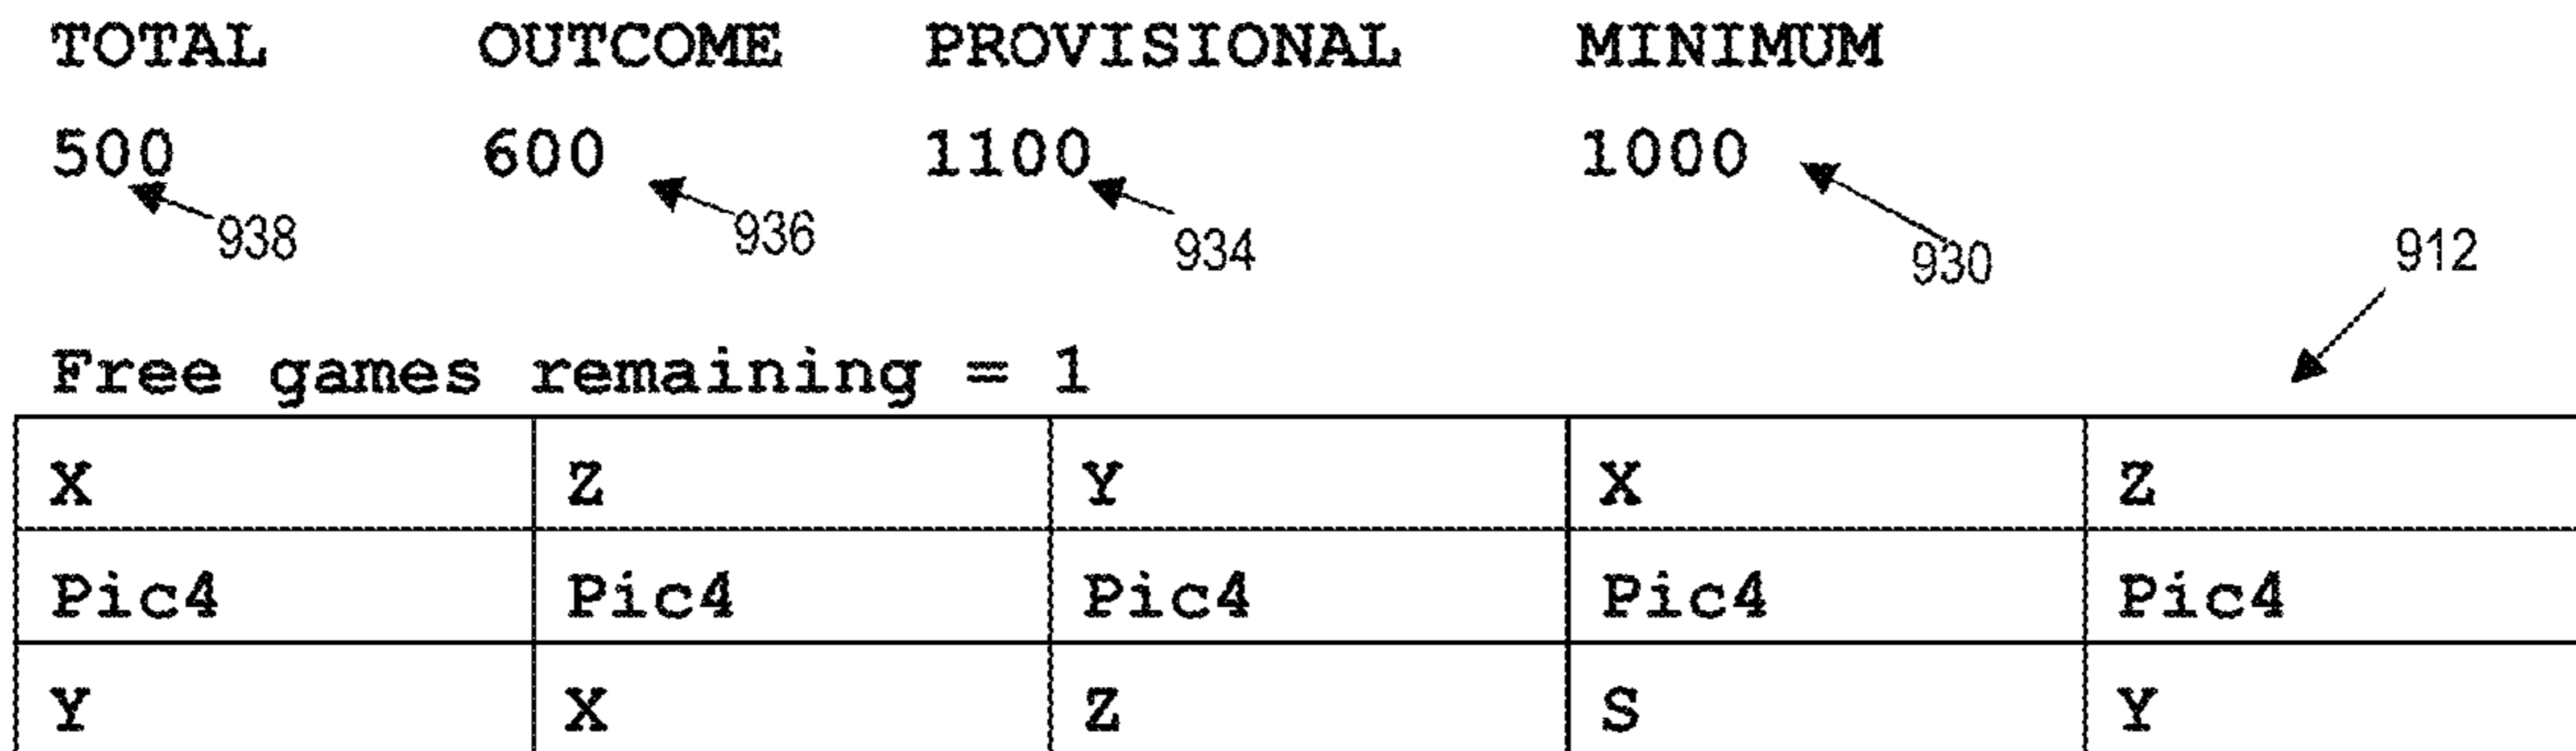 TOTAL OUTCOME PROVISIONAL MINIMUM
500 600 1100 1000
938 936 934 930 912
Free games remaining = 1
X Z Y X Z
Pic4 Pic4 Pic4 Pic4 Pic4
Y X Z S Y